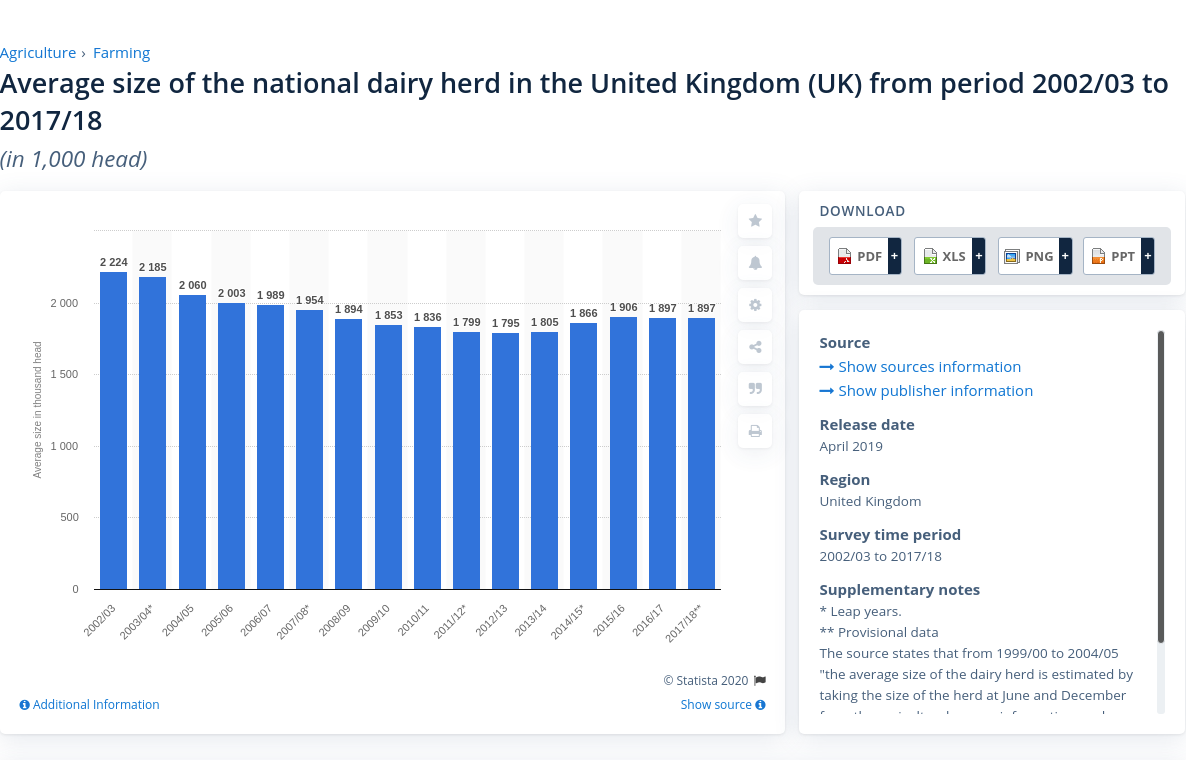 Agriculture › Farming
Average size of the national dairy herd in the United Kingdom (UK) from period 2002/03 to
2017/18
(in 1,000 head)
Average size in thousand head
2 000
1 500
1 000
500
0
2 224
2 185
2 060
2 003
1 989
1 954
1 894
1 853
1 836
1 799
1 795
1 805
1 866
1 906
1 897
1 897
2002/03
2003/04*
2004/05
2005/06
2006/07
2007/08*
2008/09
2009/10
2010/11
2011/12*
2012/13
2013/14
2014/15*
2015/16
2016/17
2017/18**
© Statista 2020
Additional Information
Show source
DOWNLOAD
PDF + XLS + PNG + PPT +
Source
Show sources information
Show publisher information
Release date
April 2019
Region
United Kingdom
Survey time period
2002/03 to 2017/18
Supplementary notes
* Leap years.
** Provisional data
The source states that from 1999/00 to 2004/05
"the average size of the dairy herd is estimated by
taking the size of the herd at June and December